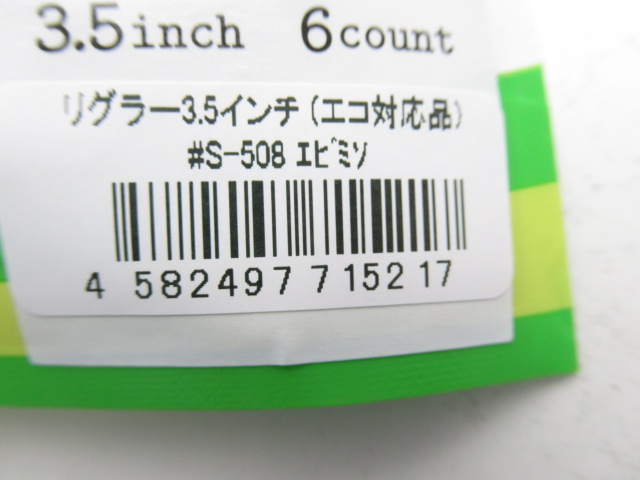 3.5inch 6count
リグラー3.5インチ(エコ対応品)
#S-508 ｴﾋﾞﾐｿ
4 582497 715217